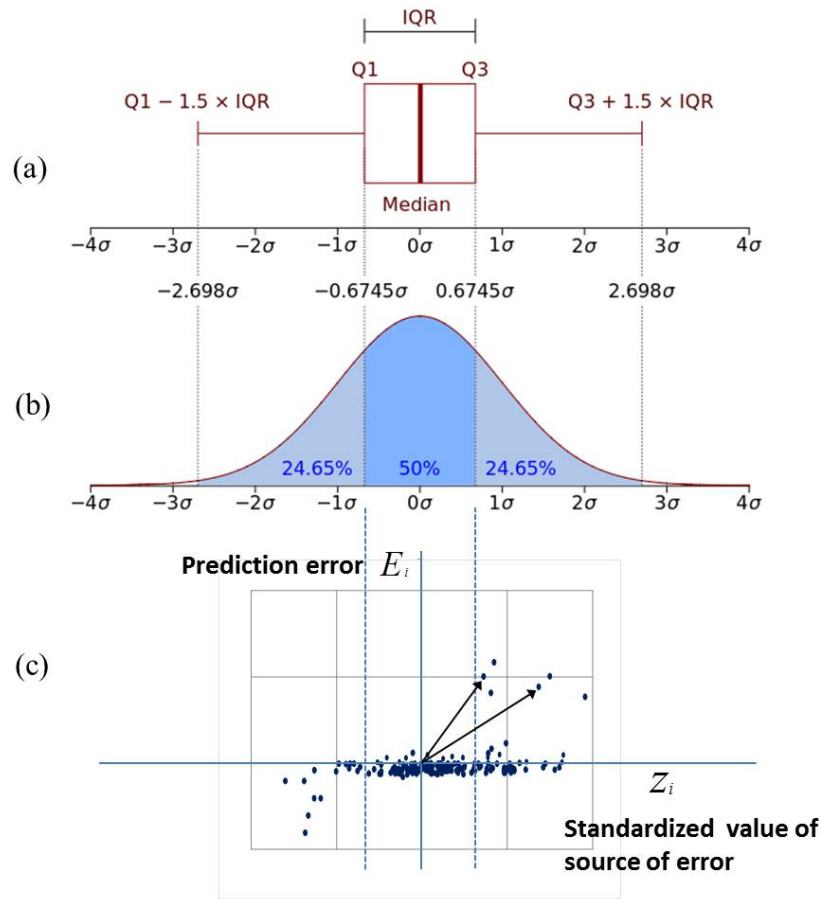 IQR
Q1 Q3
Q1 − 1.5 × IQR Q3 + 1.5 × IQR
(a)
Median
−4σ −3σ −2σ −1σ 0σ 1σ 2σ 3σ 4σ
−2.698σ −0.6745σ 0.6745σ 2.698σ
(b)
24.65% 50% 24.65%
−4σ −3σ −2σ −1σ 0σ 1σ 2σ 3σ 4σ
Prediction error E_i
(c)
z_i
Standardized value of
source of error